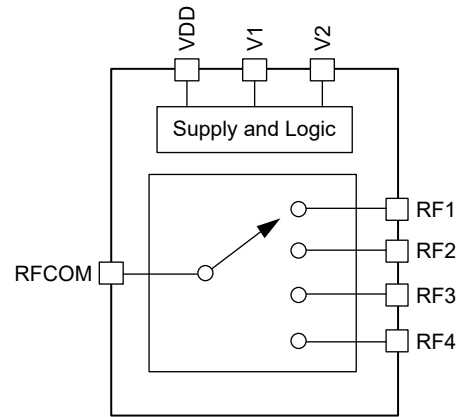 VDD
V1
V2
Supply and Logic
RF1
RF2
RFCOM
RF3
RF4